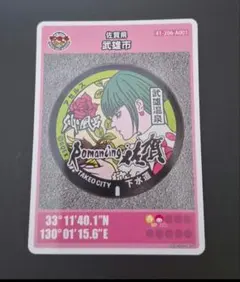 佐賀県
武雄市
41-206-A001
武雄温泉
Romancing 佐賀
TAKEO CITY
下水道
33°11'40.1"N
130°01'15.6"E